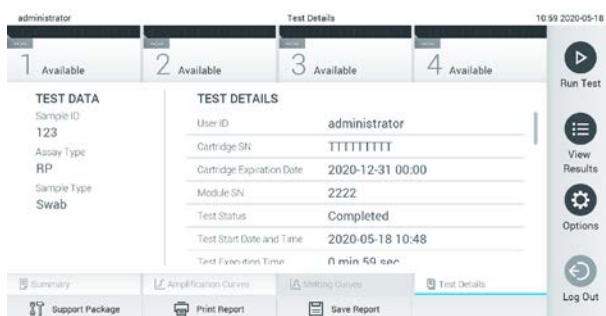 administrator Test Details 10:59 2020-05-18
1 Available 2 Available 3 Available 4 Available
Run Test
View Results
Options
Log Out
TEST DATA
Sample ID
123
Assay Type
RP
Sample Type
Swab
TEST DETAILS
User ID administrator
Cartridge SN TTTTTTTTT
Cartridge Expiration Date 2020-12-31 00:00
Module SN 2222
Test Status Completed
Test Start Date and Time 2020-05-18 10:48
Test Execution Time 0 min 59 sec
Summary Amplification Curves Melting Curves Test Details
Support Package Print Report Save Report